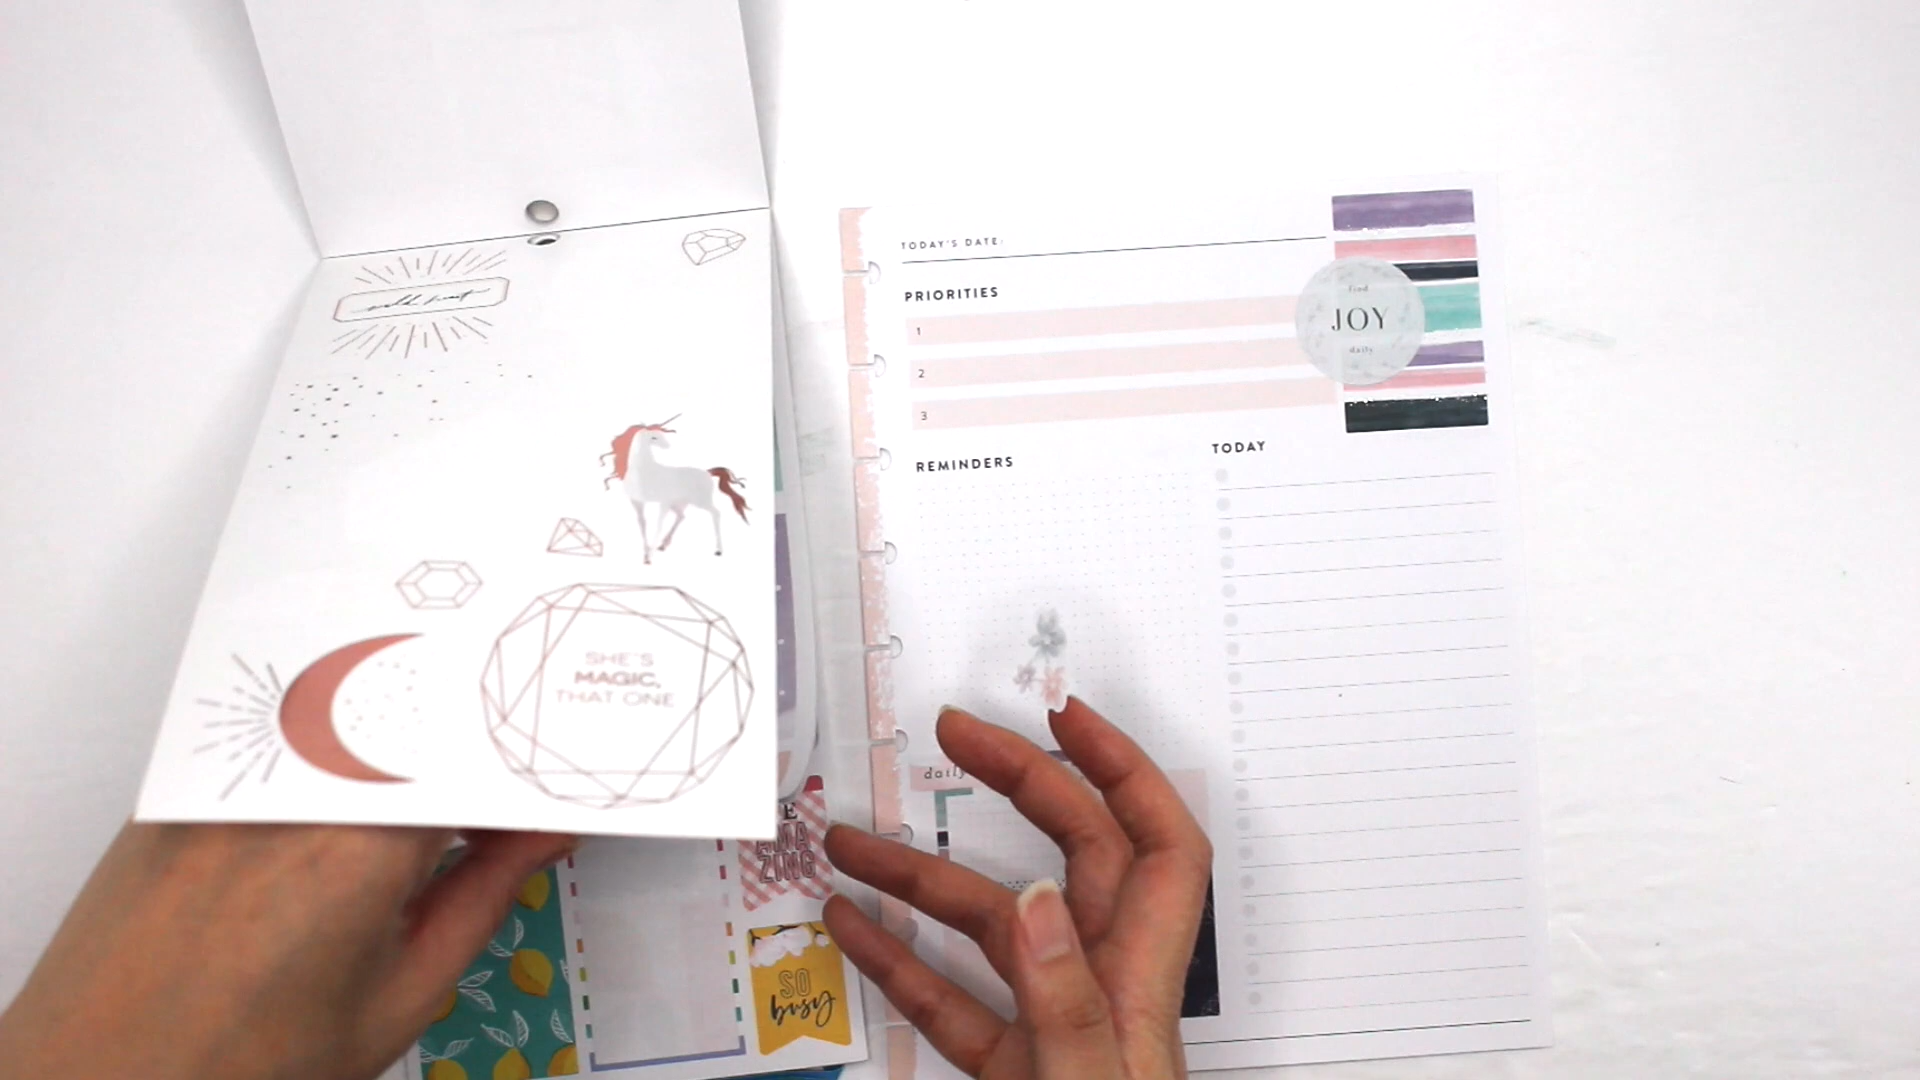 SHE'S
MAGIC,
THAT ONE
E
AMA
ZING
SO
busy
TODAY'S DATE:
PRIORITIES
1
2
3
find
JOY
daily
REMINDERS
TODAY
daily